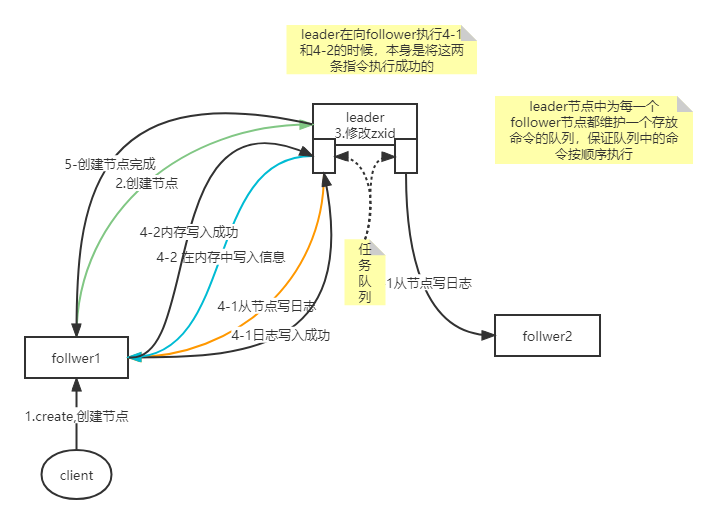 leader在向follower执行4-1
和4-2的时候，本身是将这两
条指令执行成功的
leader节点中为每一个
follower节点都维护一个存放
命令的队列，保证队列中的命
令按顺序执行
leader
3.修改zxid
5-创建节点完成
2.创建节点
4-2内存写入成功
4-2 在内存中写入信息
任
务
队
列
1从节点写日志
4-1从节点写日志
4-1日志写入成功
follwer2
follwer1
1.create,创建节点
client